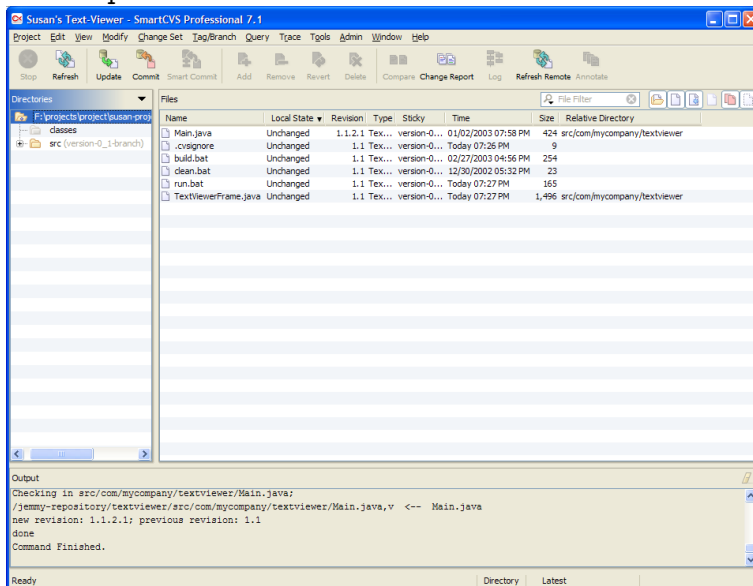 Susan's Text-Viewer - SmartCVS Professional 7.1
Project Edit View Modify Change Set Tag/Branch Query Trace Tools Admin Window Help
Stop Refresh Update Commit Smart Commit Add Remove Revert Delete Compare Change Report Log Refresh Remote Annotate
Directories
F:\projects\project\susan-proj
classes
src (version-0_1-branch)
Files
File Filter
Name Local State Revision Type Sticky Time Size Relative Directory
Main.java Unchanged 1.1.2.1 Tex... version-0... 01/02/2003 07:58 PM 424 src/com/mycompany/textviewer
.cvsignore Unchanged 1.1 Tex... version-0... Today 07:26 PM 9
build.bat Unchanged 1.1 Tex... version-0... 02/27/2003 04:56 PM 254
clean.bat Unchanged 1.1 Tex... version-0... 12/30/2002 05:32 PM 23
run.bat Unchanged 1.1 Tex... version-0... Today 07:27 PM 165
TextViewerFrame.java Unchanged 1.1 Tex... version-0... Today 07:27 PM 1,496 src/com/mycompany/textviewer
Output
Checking in src/com/mycompany/textviewer/Main.java;
/jemmy-repository/textviewer/src/com/mycompany/textviewer/Main.java,v <-- Main.java
new revision: 1.1.2.1; previous revision: 1.1
done
Command Finished.
Ready Directory Latest